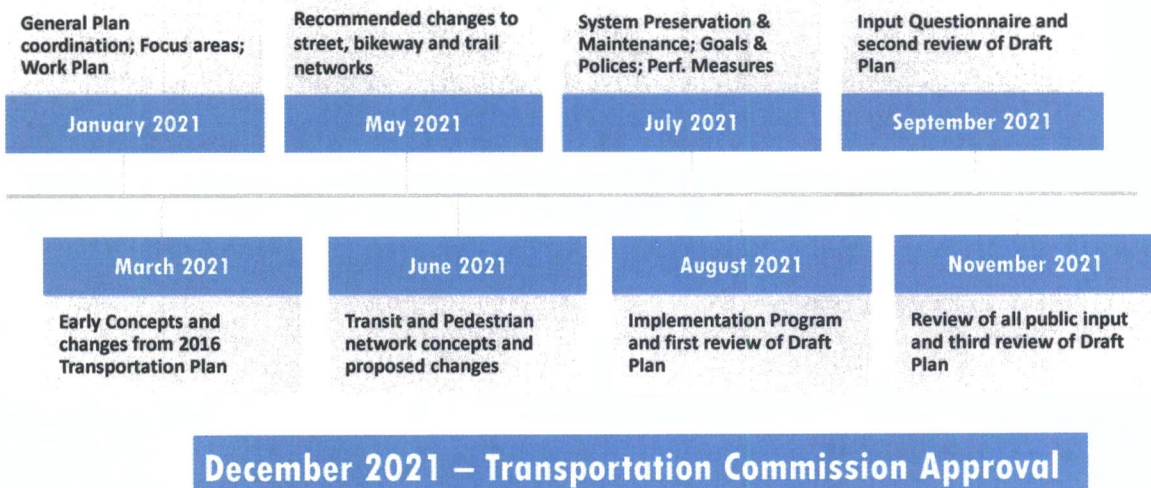 General Plan
coordination; Focus areas;
Work Plan
January 2021
Recommended changes to
street, bikeway and trail
networks
May 2021
System Preservation &
Maintenance; Goals &
Polices; Perf. Measures
July 2021
Input Questionnaire and
second review of Draft
Plan
September 2021
March 2021
Early Concepts and
changes from 2016
Transportation Plan
June 2021
Transit and Pedestrian
network concepts and
proposed changes
August 2021
Implementation Program
and first review of Draft
Plan
November 2021
Review of all public input
and third review of Draft
Plan
December 2021 – Transportation Commission Approval